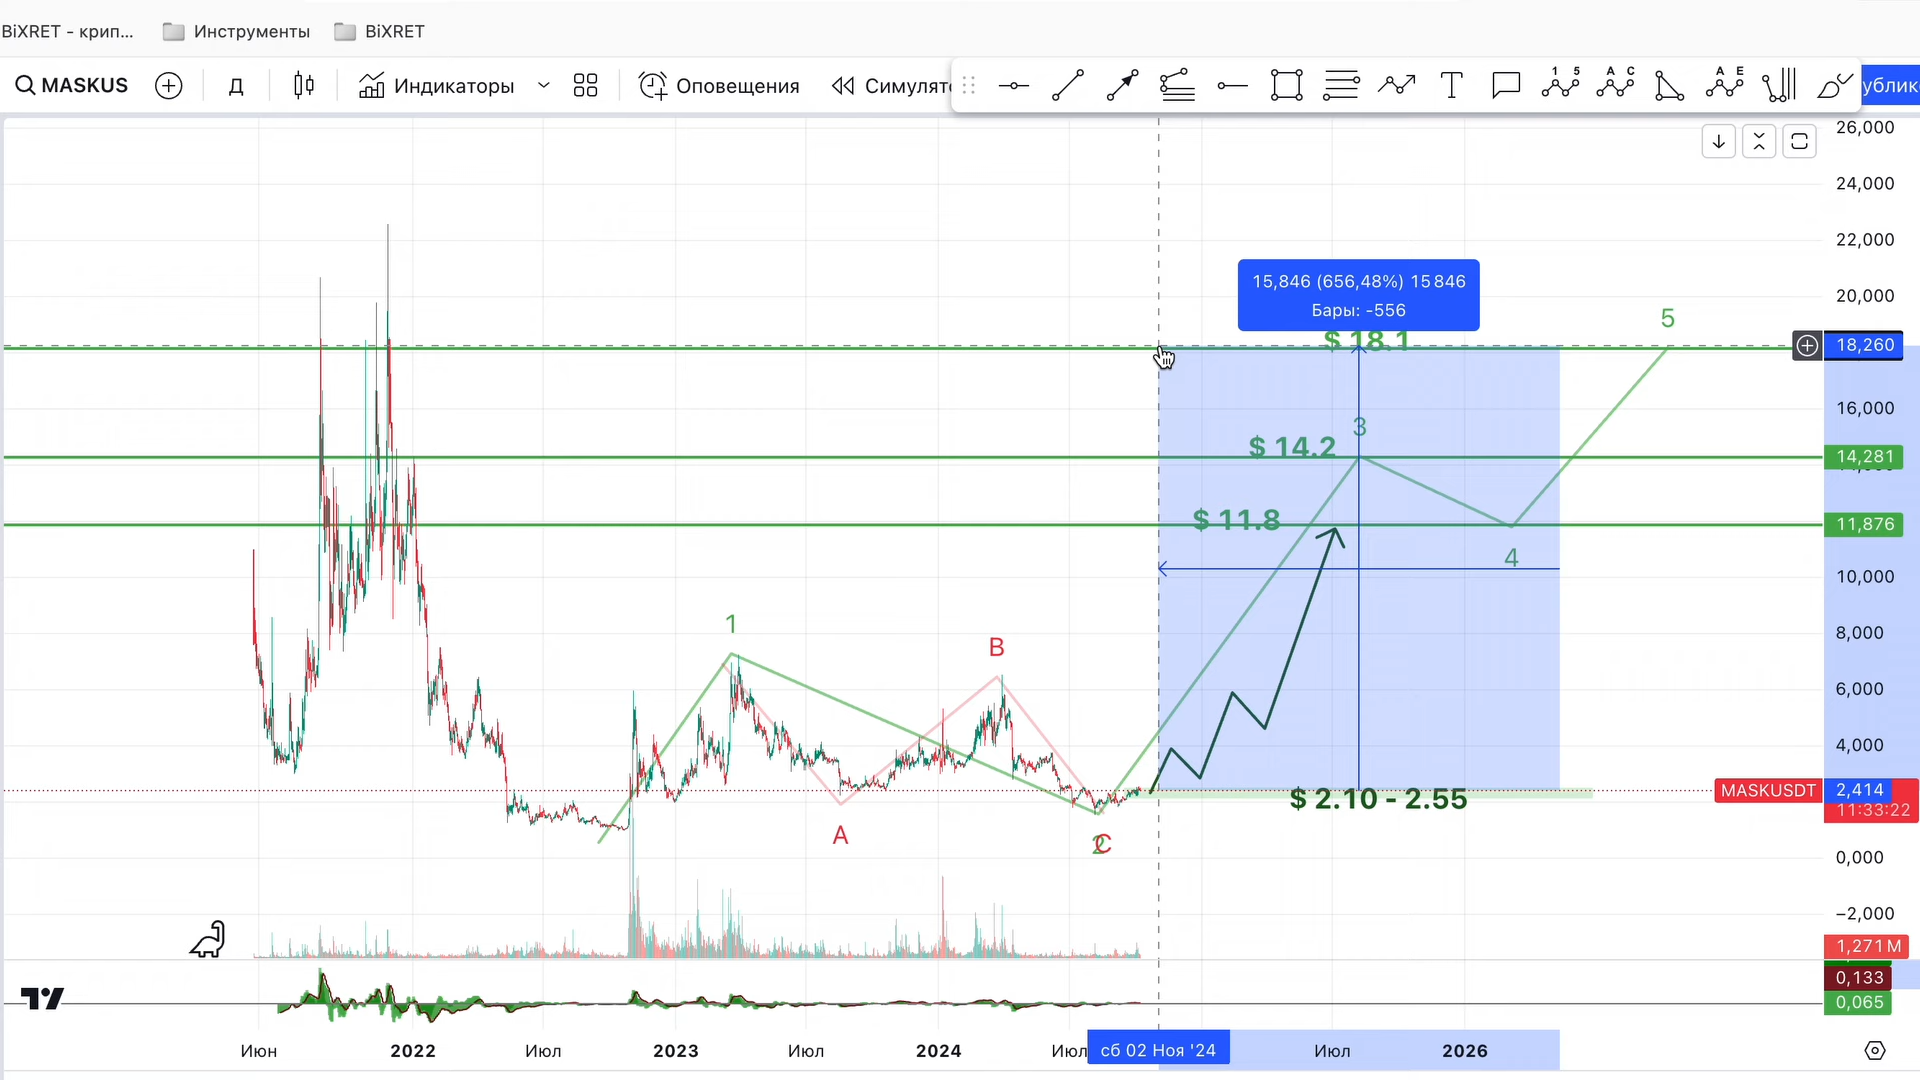 BiXRET - крип...
Инструменты
BiXRET
MASKUS
Д
Индикаторы
Оповещения
Симулят
T
1 5
A C
A E
ублик
26,000
24,000
22,000
20,000
15,846 (656,48%) 15 846
Бары: -556
5
$ 18.1
18,260
16,000
3
$ 14.2
14,281
$ 11.8
11,876
4
10,000
1
8,000
B
6,000
4,000
$ 2.10 - 2.55
MASKUSDT
2,414
11:33:22
A
2
C
0,000
−2,000
1,271 M
0,133
0,065
Июн
2022
Июл
2023
Июл
2024
Июл
сб 02 Ноя '24
Июл
2026